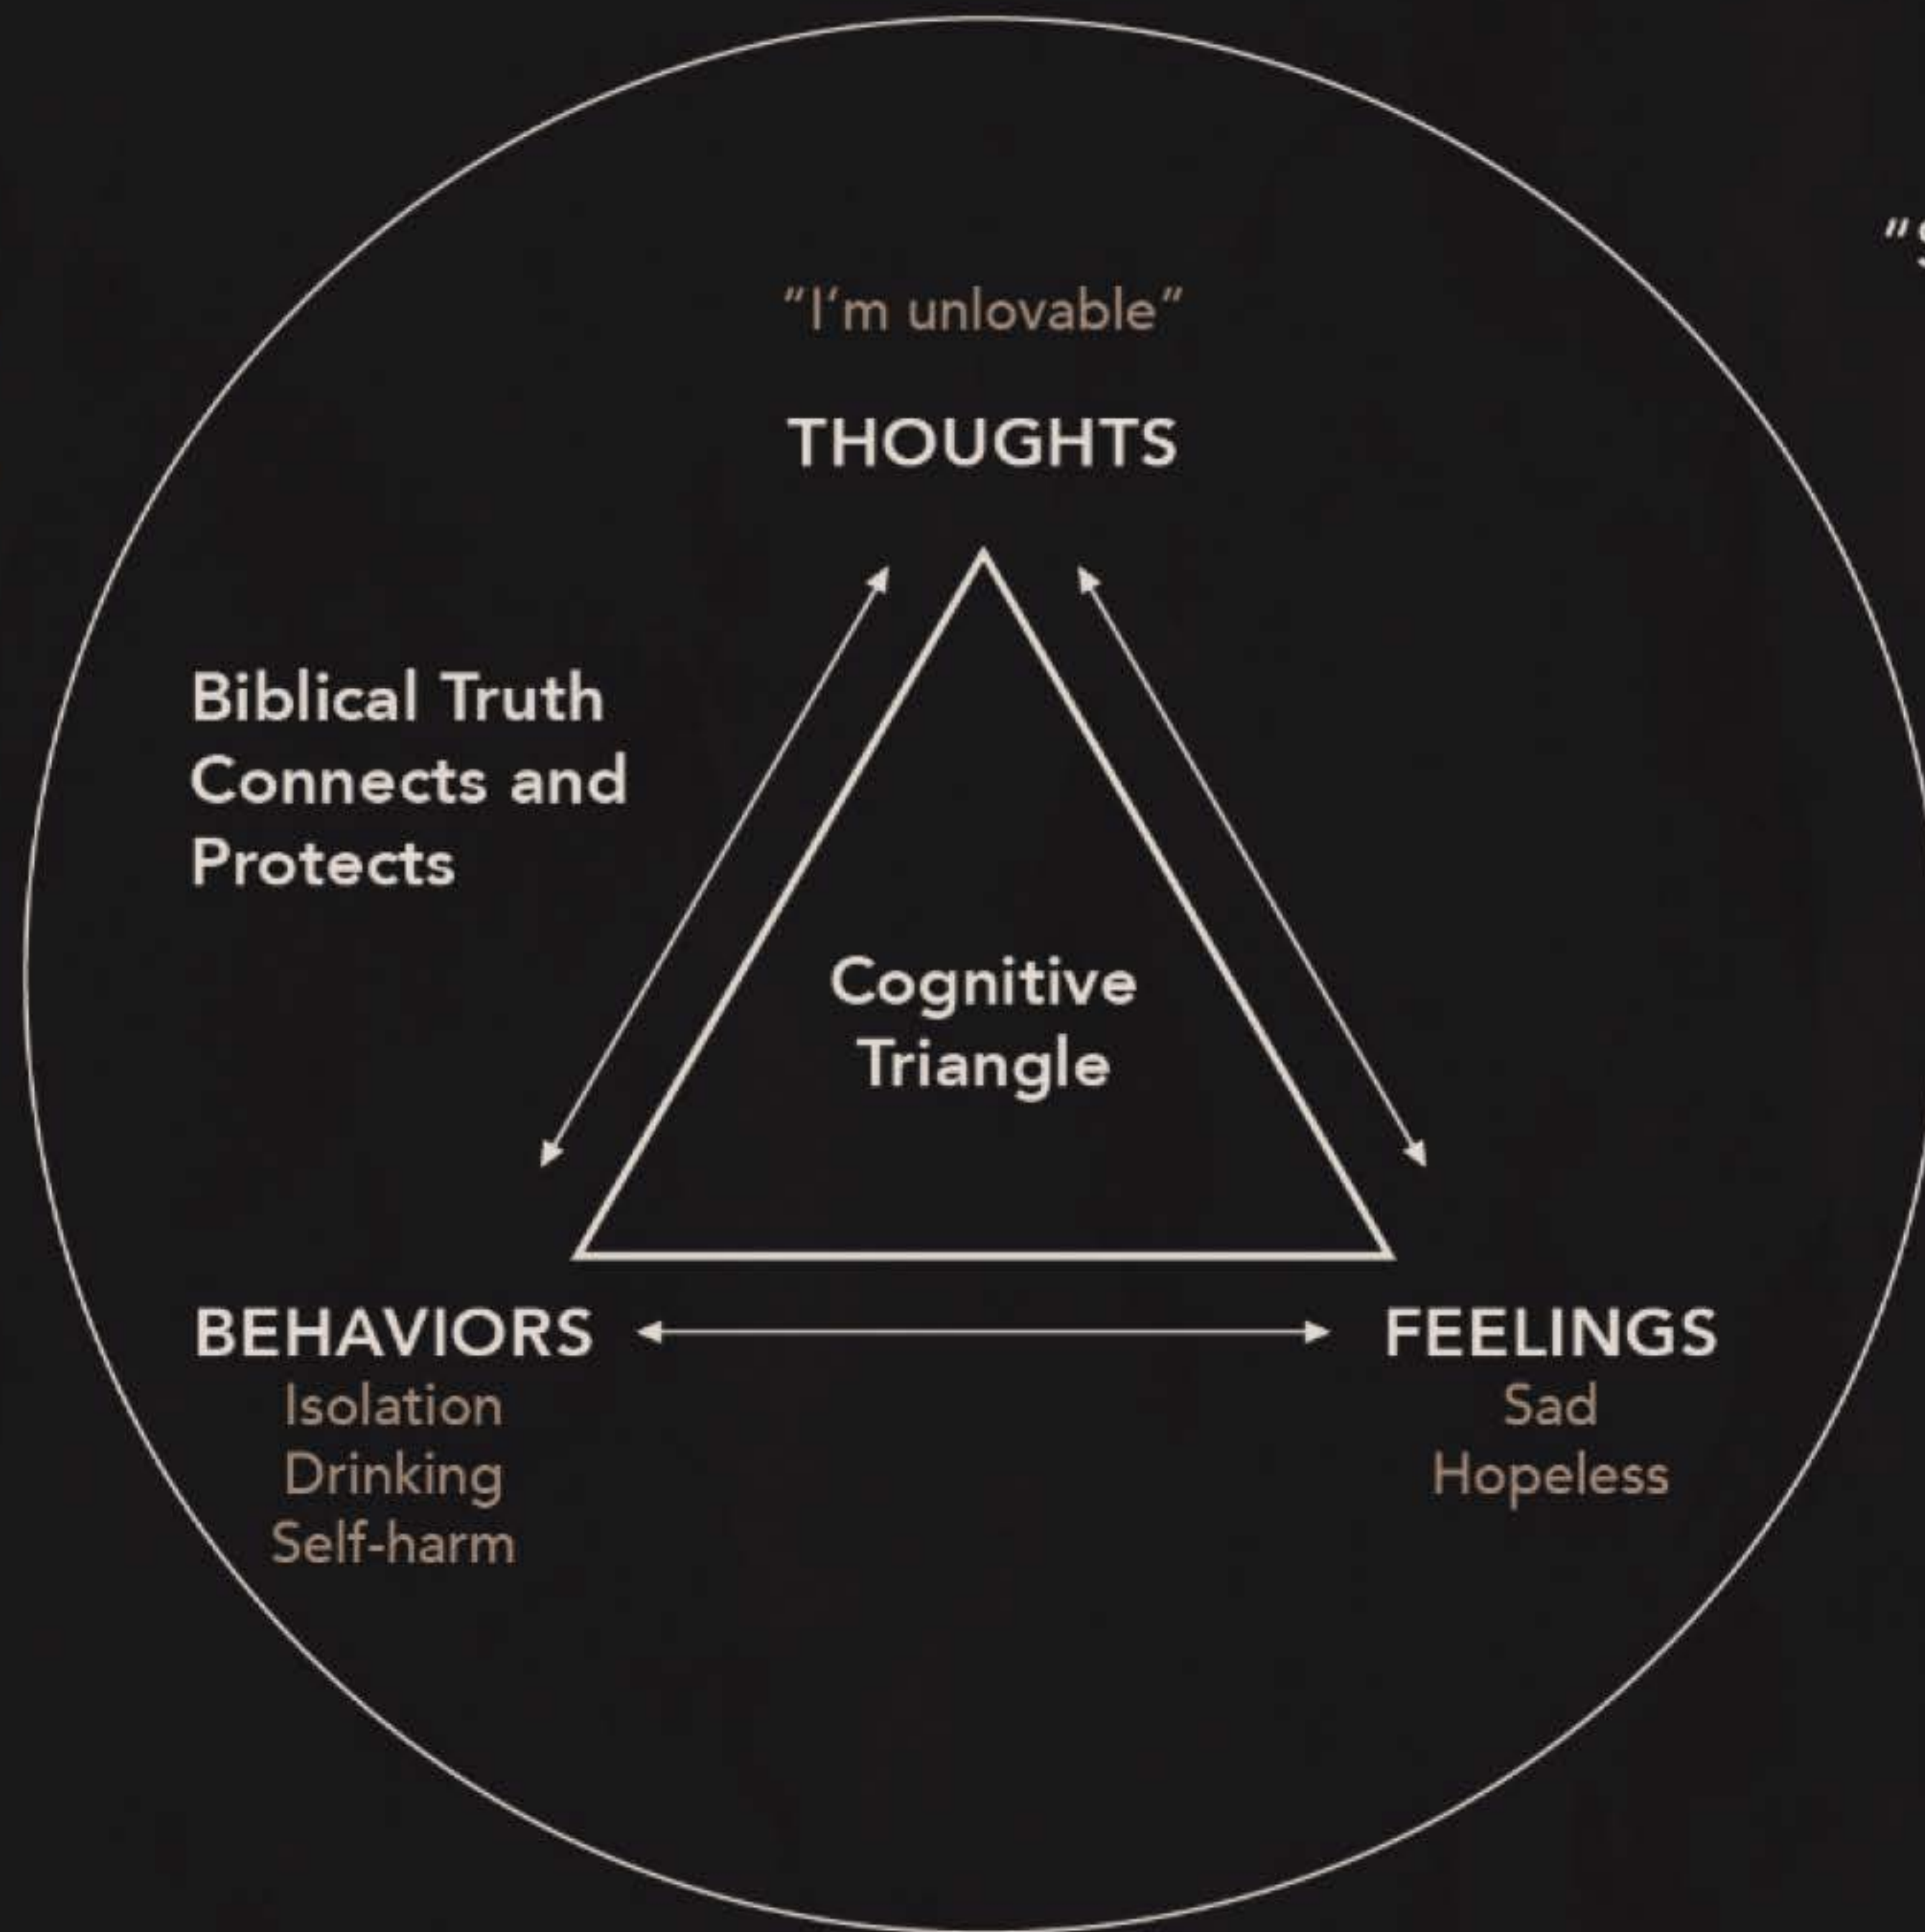 "I'm unlovable"
THOUGHTS
Biblical Truth
Connects and
Protects
Cognitive
Triangle
BEHAVIORS
Isolation
Drinking
Self-harm
FEELINGS
Sad
Hopeless